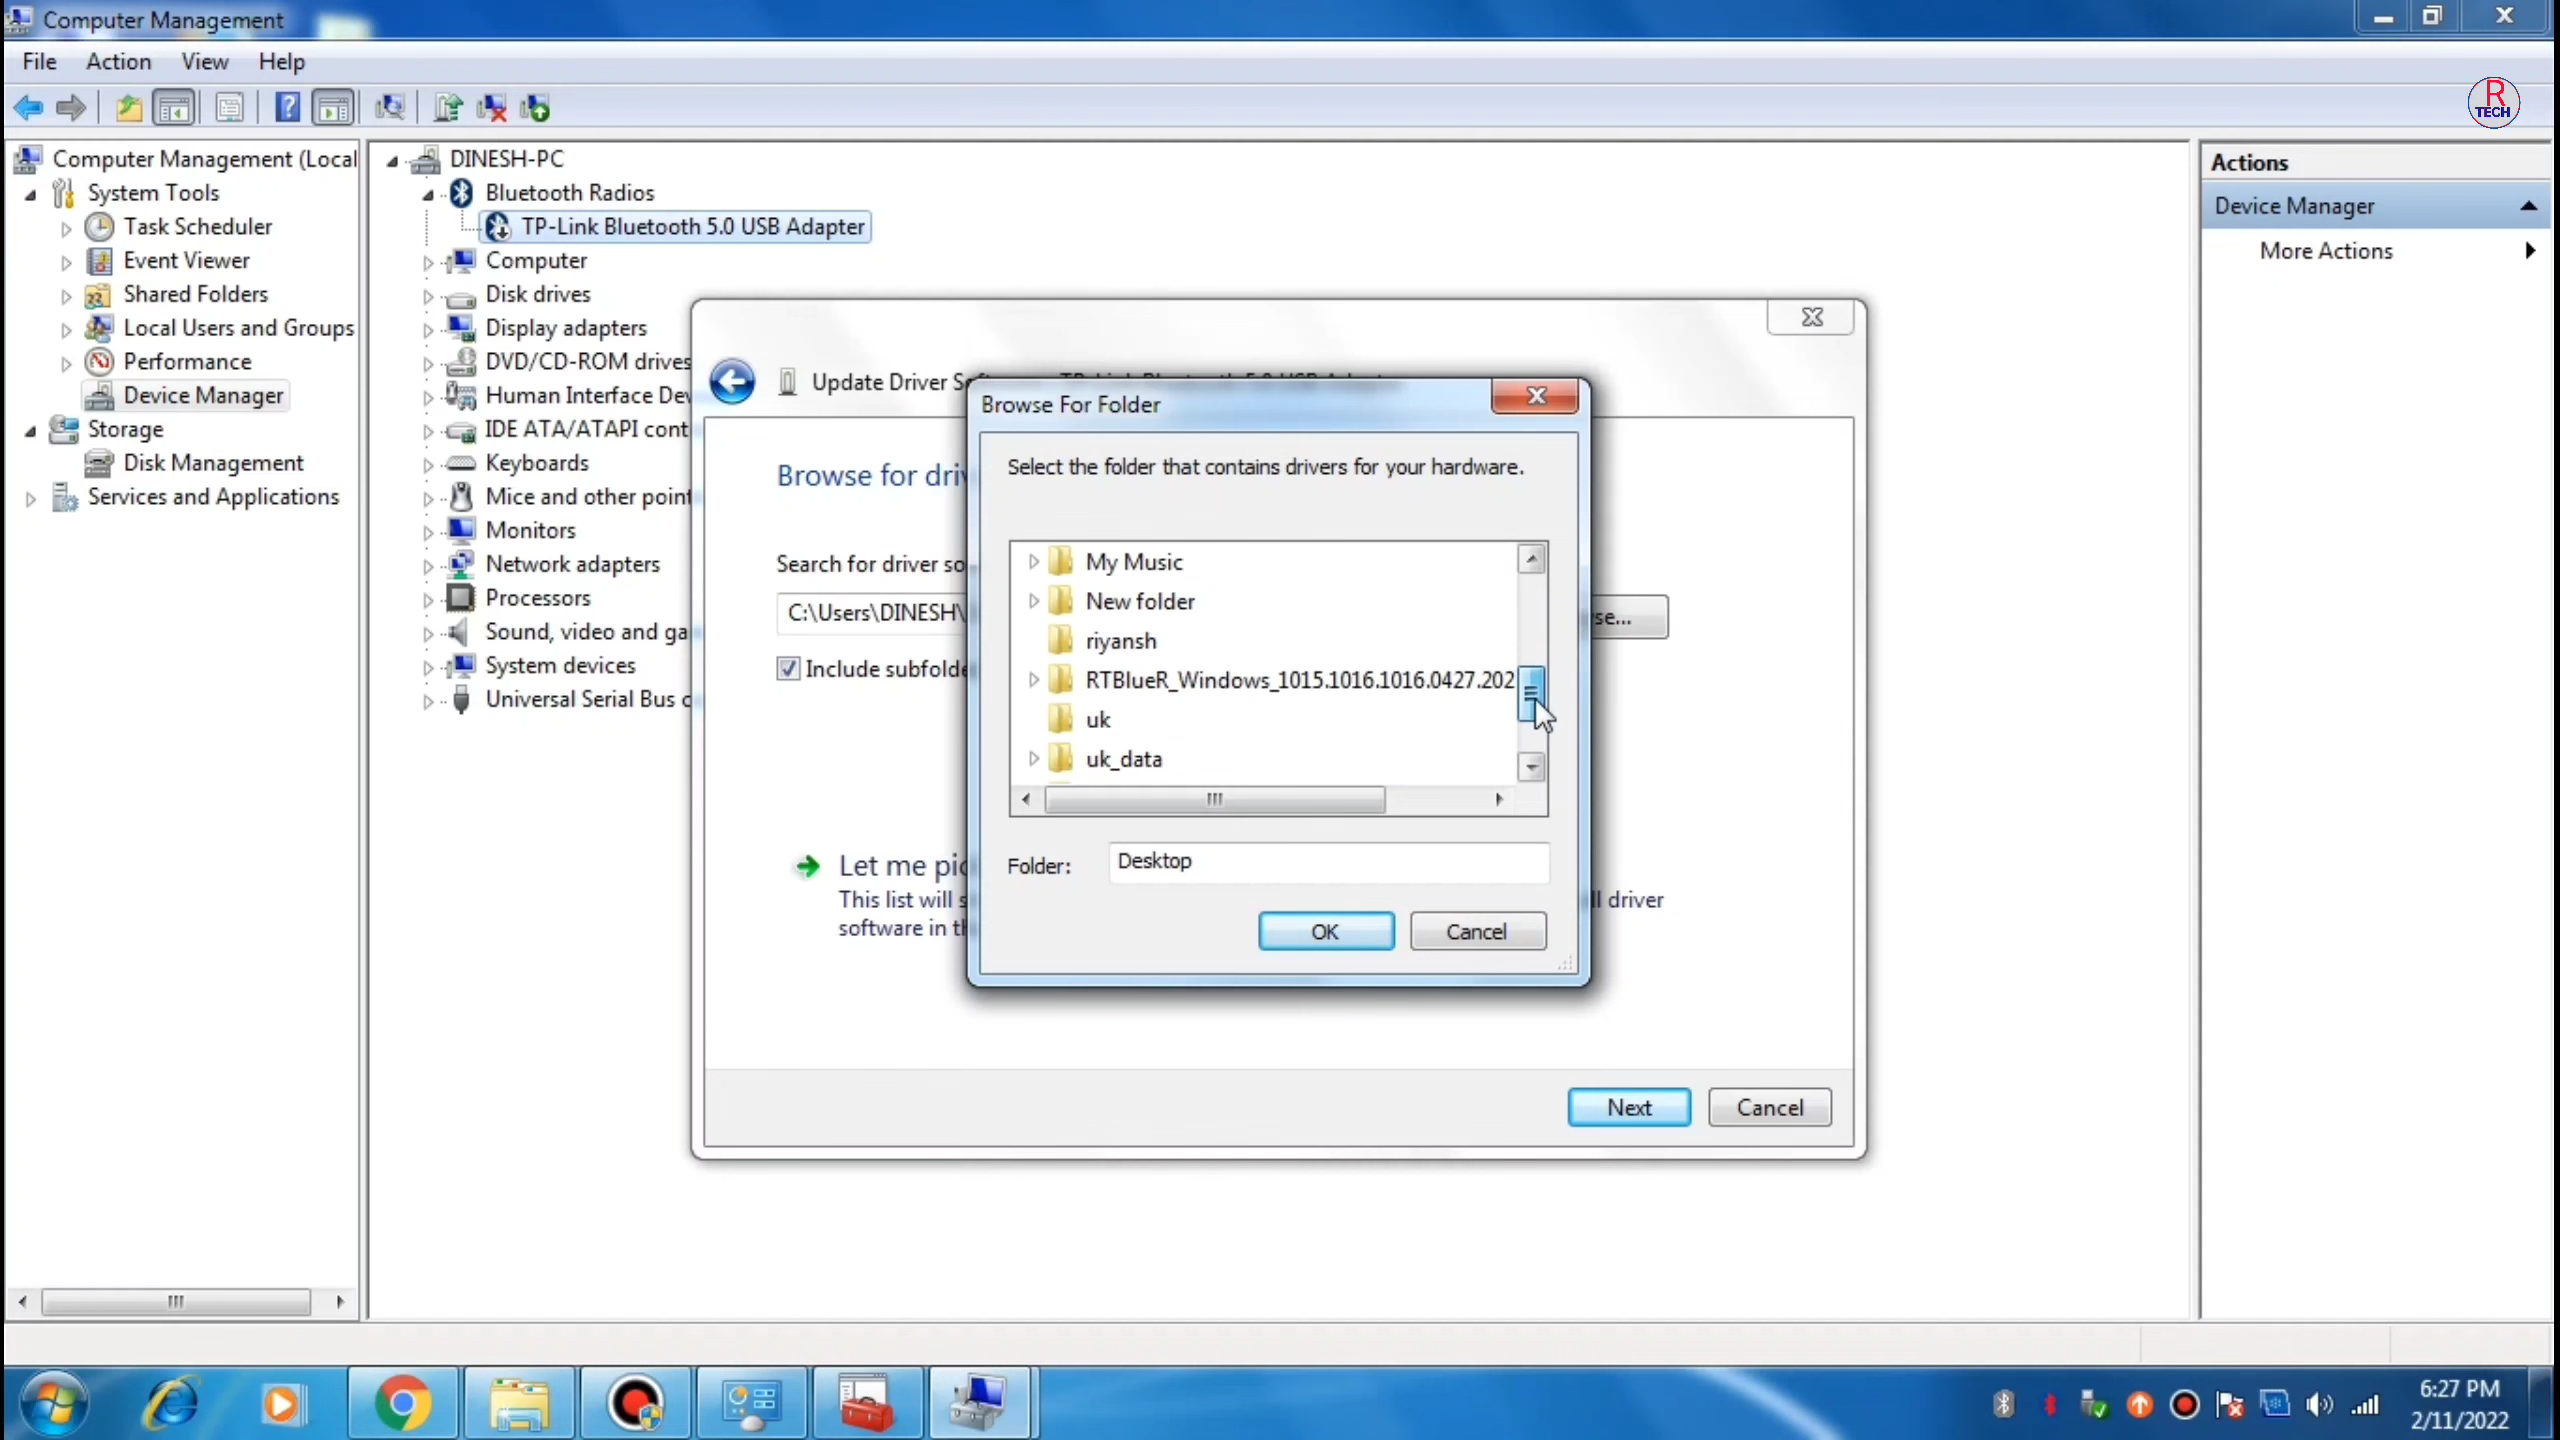 Computer Management
File Action View Help
R
TECH
Computer Management (Local
System Tools
Task Scheduler
Event Viewer
Shared Folders
Local Users and Groups
Performance
Device Manager
Storage
Disk Management
Services and Applications
DINESH-PC
Bluetooth Radios
TP-Link Bluetooth 5.0 USB Adapter
Computer
Disk drives
Display adapters
DVD/CD-ROM drives
Human Interface Dev
IDE ATA/ATAPI cont
Keyboards
Mice and other point
Monitors
Network adapters
Processors
Sound, video and ga
System devices
Universal Serial Bus c
Actions
Device Manager
More Actions
Update Driver S
Browse for driv
Search for driver so
C:\Users\DINESH\
se...
Include subfolde
Let me pic
This list will s
ll driver
software in th
Next Cancel
Browse For Folder
Select the folder that contains drivers for your hardware.
My Music
New folder
riyansh
RTBlueR_Windows_1015.1016.1016.0427.202
uk
uk_data
Folder: Desktop
OK Cancel
6:27 PM
2/11/2022